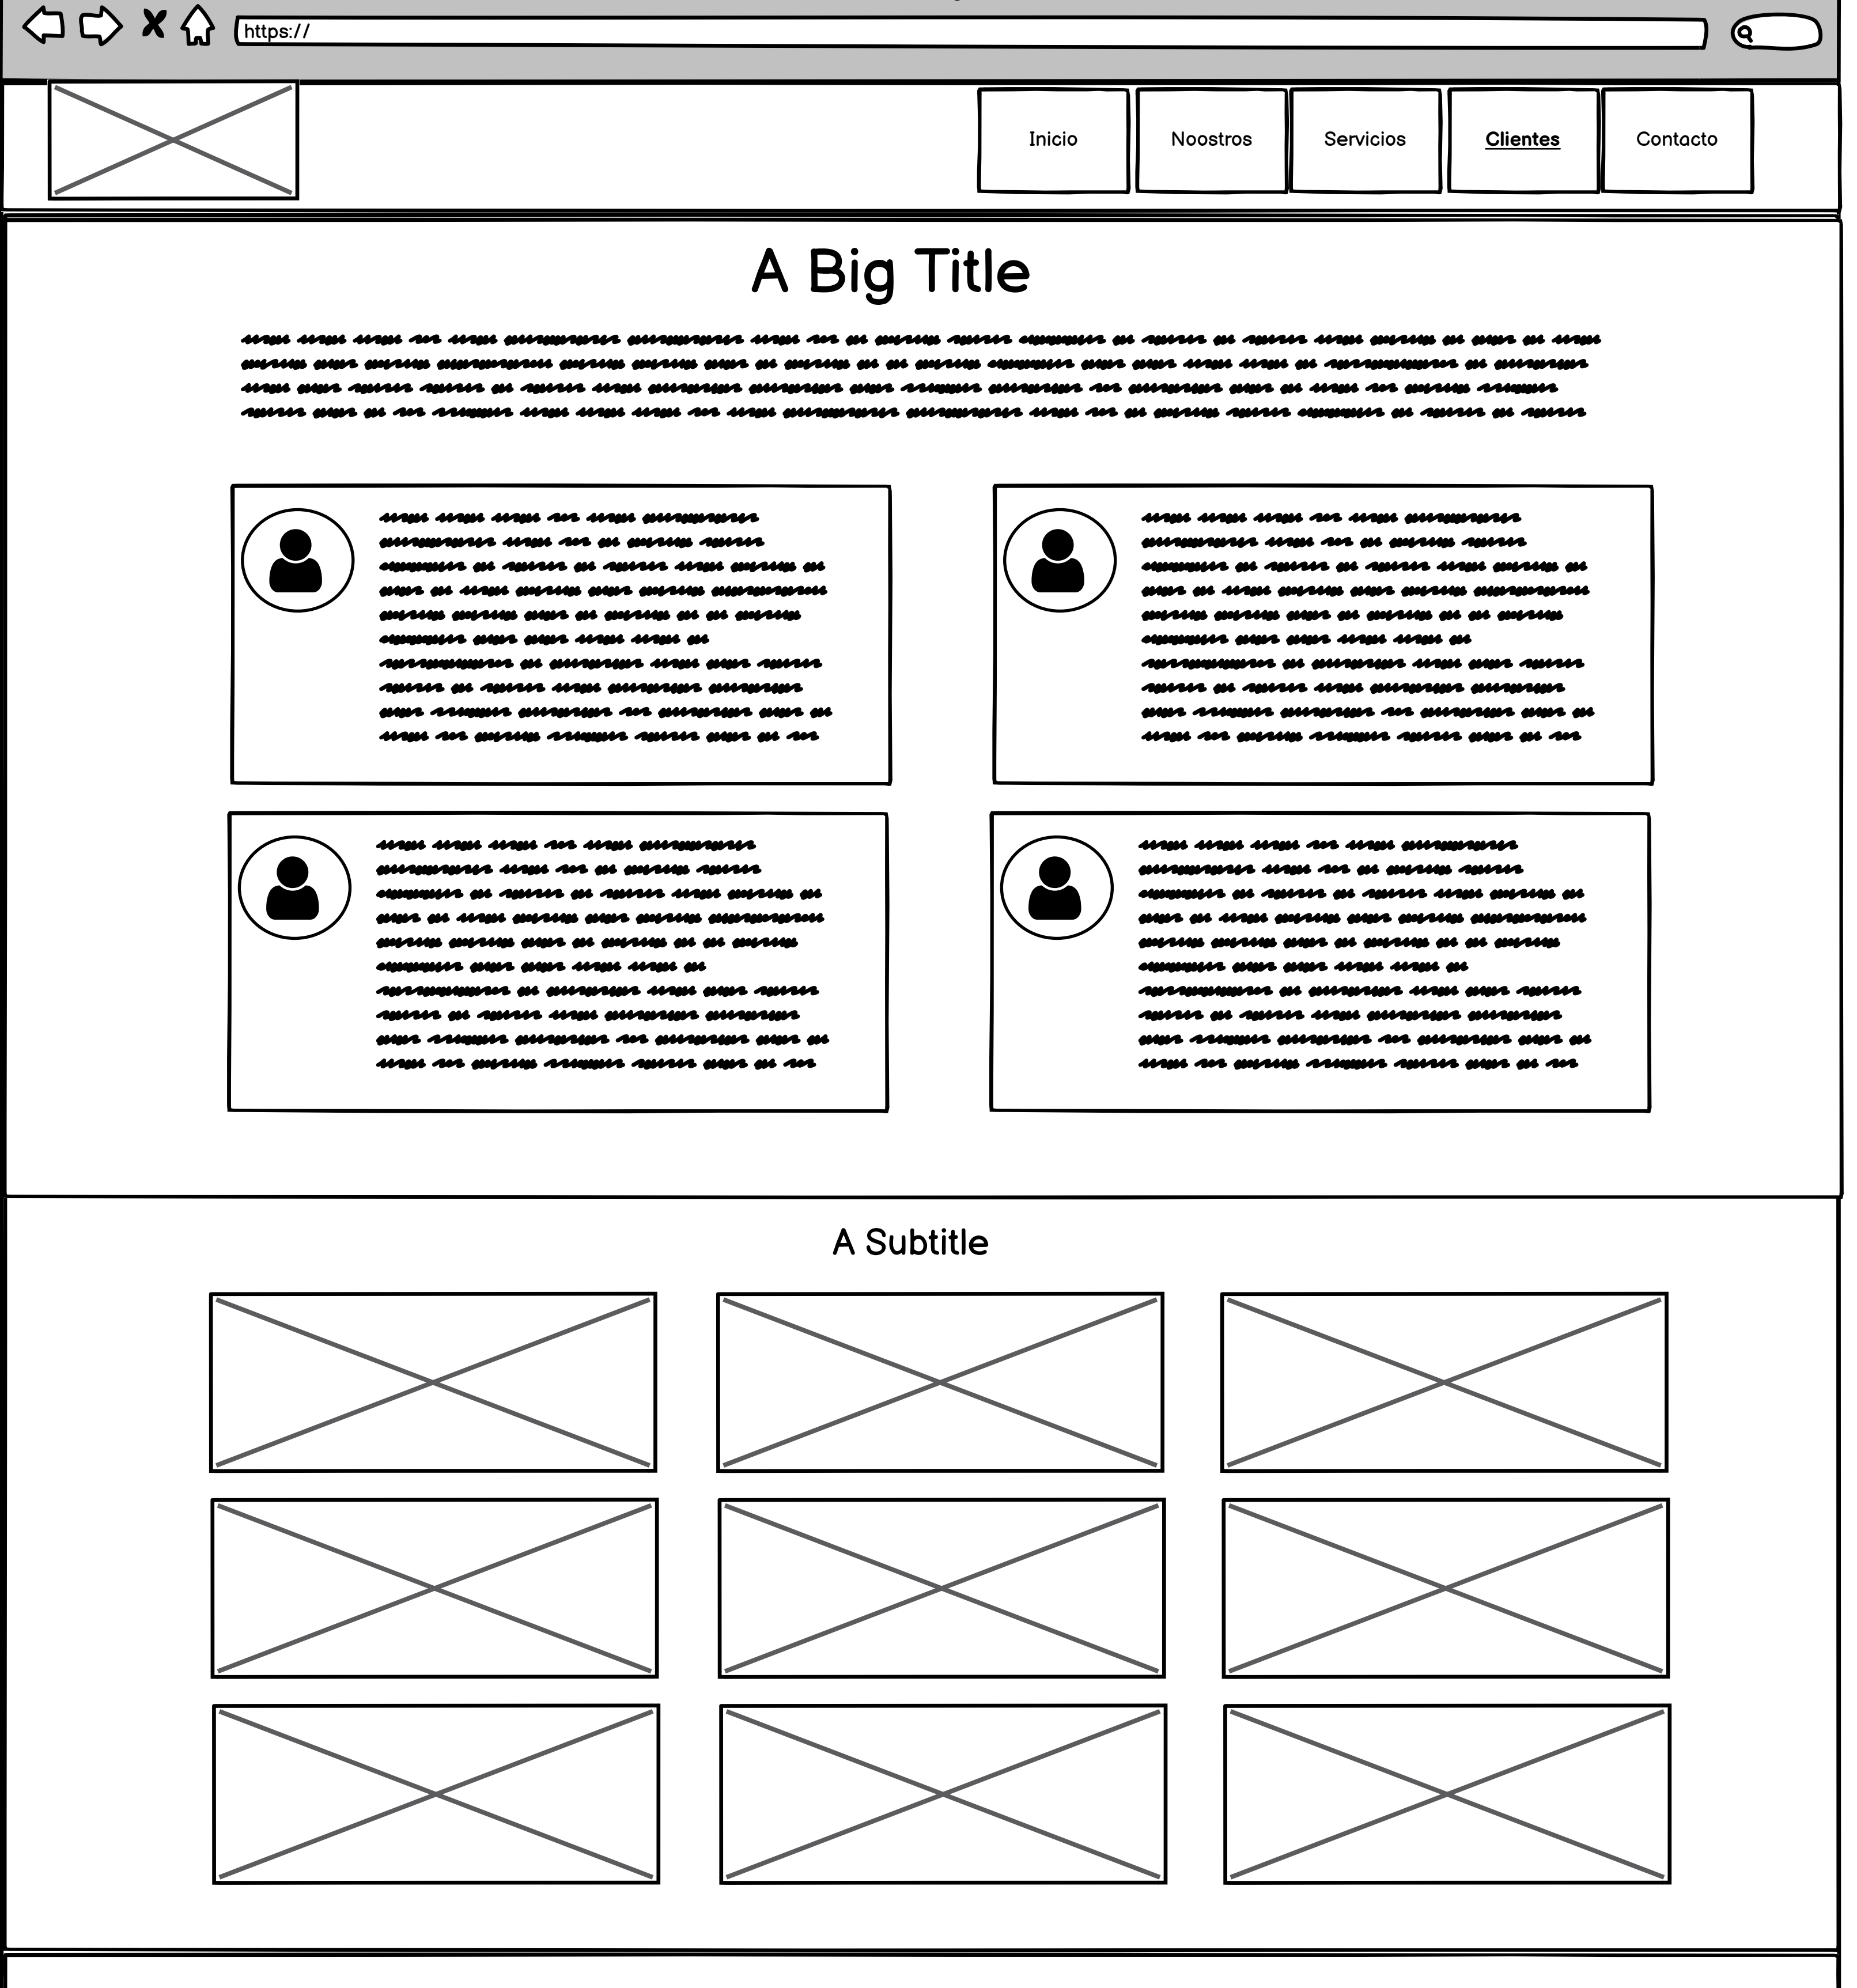 https://
Inicio Noostros Servicios Clientes Contacto
A Big Title
A Subtitle